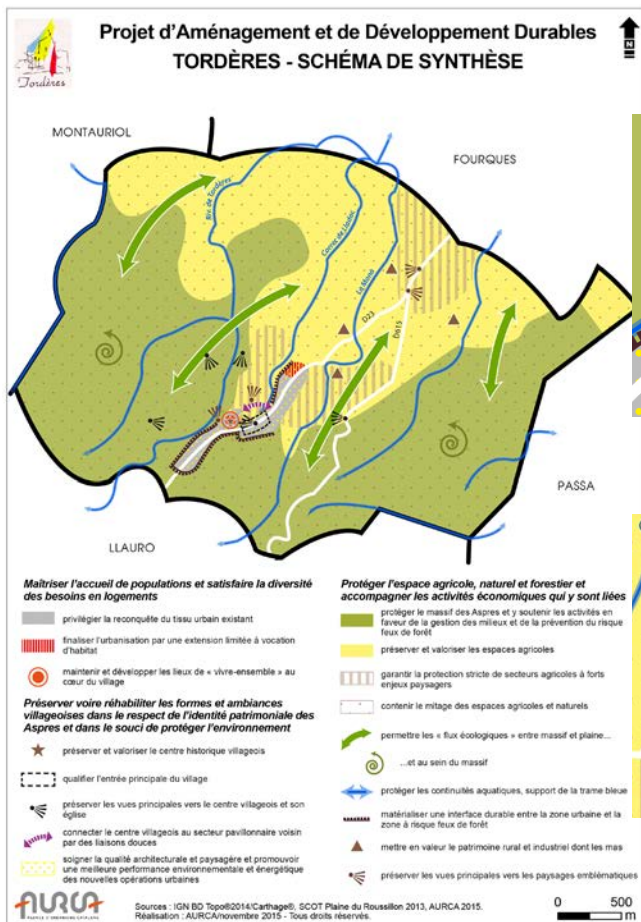 Projet d'Aménagement et de Développement Durables
TORDÈRES - SCHÉMA DE SYNTHÈSE
Tordères
N
MONTAURIOL
FOURQUES
Riv. de Tordères
Correc de Lladac
La Mona
D23
D615
PASSA
LLAURO
Maîtriser l'accueil de populations et satisfaire la diversité
des besoins en logements
privilégier la reconquête du tissu urbain existant
finaliser l'urbanisation par une extension limitée à vocation
d'habitat
maintenir et développer les lieux de « vivre-ensemble » au
cœur du village
Préserver voire réhabiliter les formes et ambiances
villageoises dans le respect de l'identité patrimoniale des
Aspres et dans le souci de protéger l'environnement
préserver et valoriser le centre historique villageois
qualifier l'entrée principale du village
préserver les vues principales vers le centre villageois et son
église
connecter le centre villageois au secteur pavillonnaire voisin
par des liaisons douces
soigner la qualité architecturale et paysagère et promouvoir
une meilleure performance environnementale et énergétique
des nouvelles opérations urbaines
Protéger l'espace agricole, naturel et forestier et
accompagner les activités économiques qui y sont liées
protéger le massif des Aspres et y soutenir les activités en
faveur de la gestion des milieux et de la prévention du risque
feux de forêt
préserver et valoriser les espaces agricoles
garantir la protection stricte de secteurs agricoles à forts
enjeux paysagers
contenir le mitage des espaces agricoles et naturels
permettre les « flux écologiques » entre massif et plaine...
...et au sein du massif
protéger les continuités aquatiques, support de la trame bleue
matérialiser une interface durable entre la zone urbaine et la
zone à risque feux de forêt
mettre en valeur le patrimoine rural et industriel dont les mas
préserver les vues principales vers les paysages emblématiques
AURCA
AGENCE D'URBANISME CATALANE
Sources : IGN BD Topo®2014/Carthage®, SCOT Plaine du Roussillon 2013, AURCA 2015.
Réalisation : AURCA/novembre 2015 - Tous droits réservés.
0 500
m